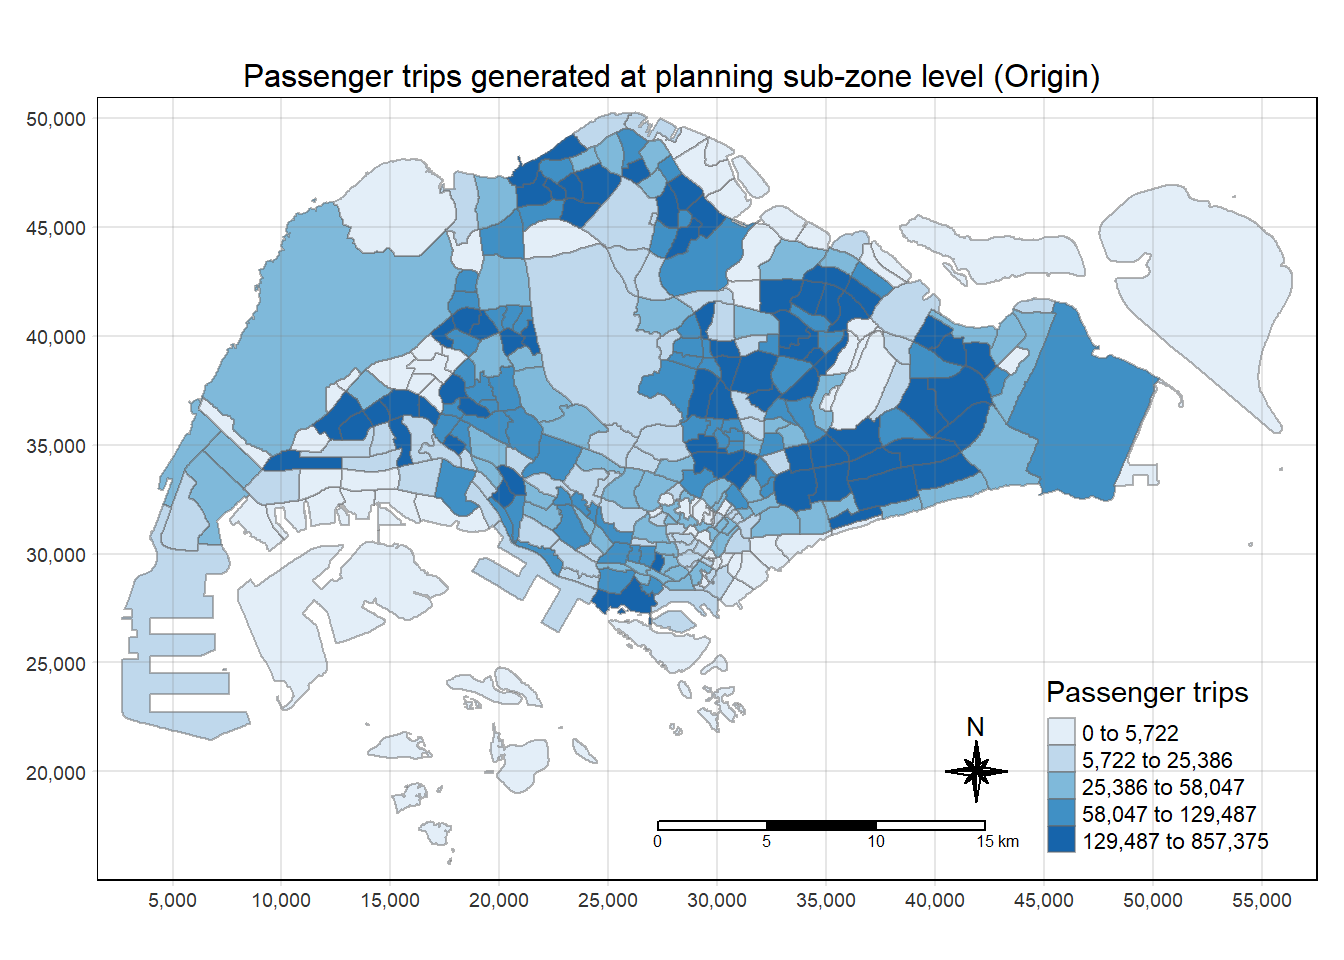 Passenger trips generated at planning sub-zone level (Origin)
50,000
45,000
40,000
35,000
30,000
25,000
20,000
Passenger trips
0 to 5,722
5,722 to 25,386
25,386 to 58,047
58,047 to 129,487
129,487 to 857,375
N
0 5 10 15 km
5,000 10,000 15,000 20,000 25,000 30,000 35,000 40,000 45,000 50,000 55,000